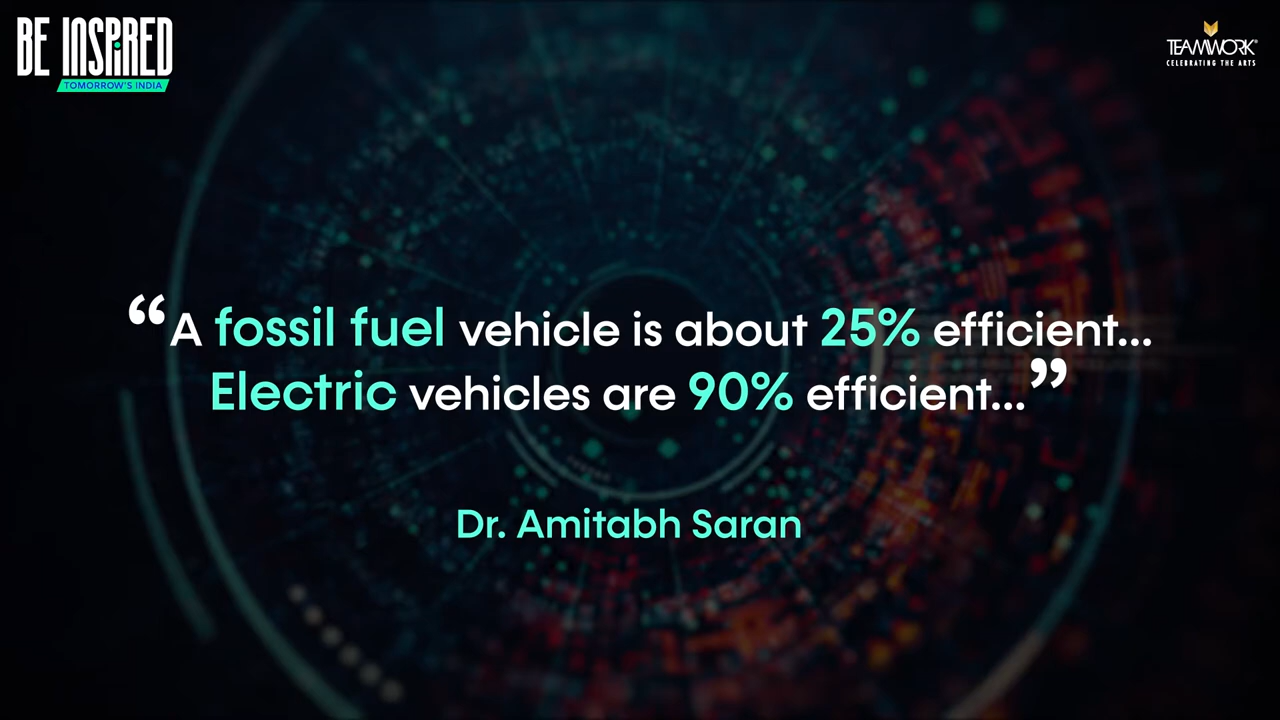 BE INSPIRED
TOMORROW'S INDIA
TEAMWORK®
CELEBRATING THE ARTS
“A fossil fuel vehicle is about 25% efficient...
Electric vehicles are 90% efficient...”
Dr. Amitabh Saran